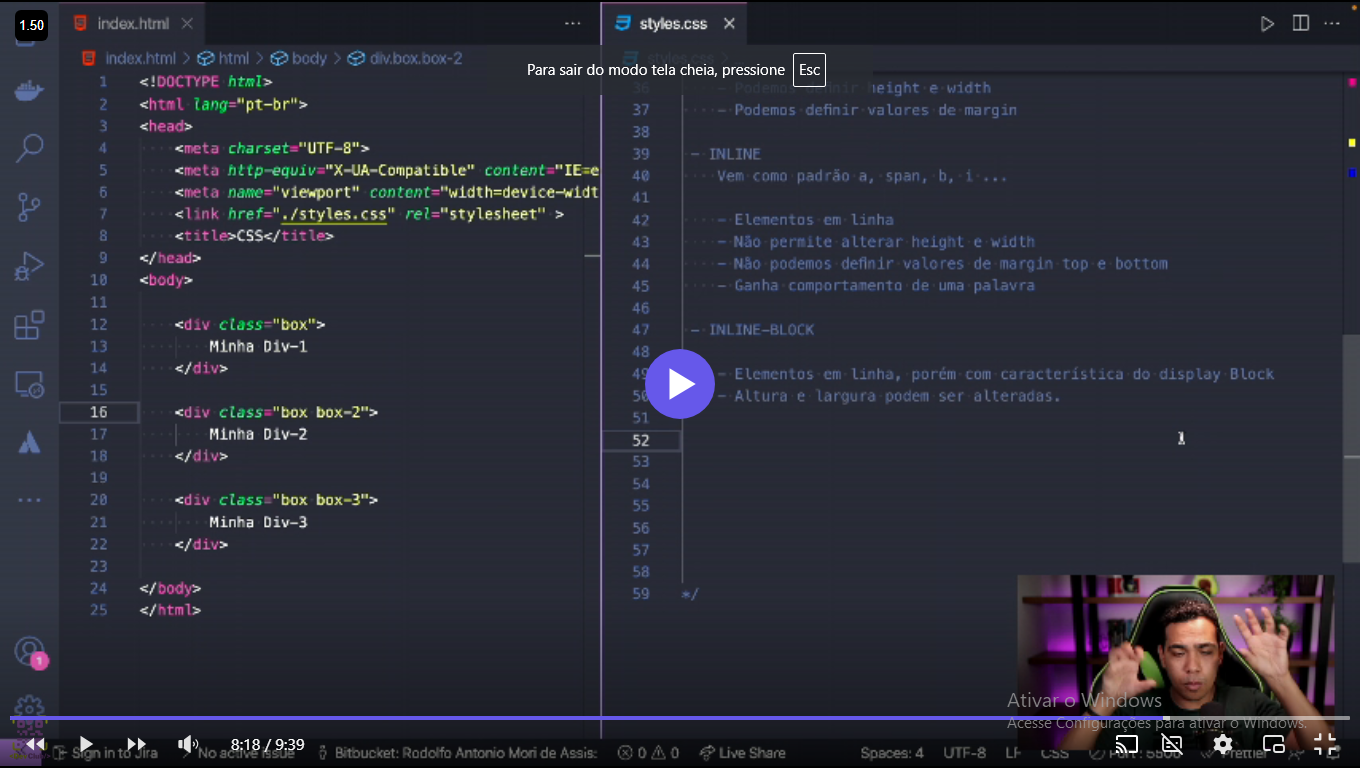 1.50
index.html
styles.css
index.html > html > body > div.box.box-2
Para sair do modo tela cheia, pressione Esc
1 <!DOCTYPE html>
2 <html lang="pt-br">
3 <head>
4 <meta charset="UTF-8">
5 <meta http-equiv="X-UA-Compatible" content="IE=e
6 <meta name="viewport" content="width=device-widt
7 <link href="./styles.css" rel="stylesheet" >
8 <title>CSS</title>
9 </head>
10 <body>
11
12 <div class="box">
13 Minha Div-1
14 </div>
15
16 <div class="box box-2">
17 Minha Div-2
18 </div>
19
20 <div class="box box-3">
21 Minha Div-3
22 </div>
23
24 </body>
25 </html>
36 - Podemos definir height e width
37 - Podemos definir valores de margin
38
39 - INLINE
40 Vem como padrão a, span, b, i ...
41
42 - Elementos em linha
43 - Não permite alterar height e width
44 - Não podemos definir valores de margin top e bottom
45 - Ganha comportamento de uma palavra
46
47 - INLINE-BLOCK
48
49 - Elementos em linha, porém com característica do display Block
50 - Altura e largura podem ser alteradas.
51
52
53
54
55
56
57
58
59 */
1
Ativar o Windows
Acesse Configurações para ativar o Windows.
8:18 / 9:39
Sign in to Jira
No active issue
Bitbucket: Rodolfo Antonio Mori de Assis:
0 0
Live Share
Spaces: 4
UTF-8
LF
CSS
Prettier